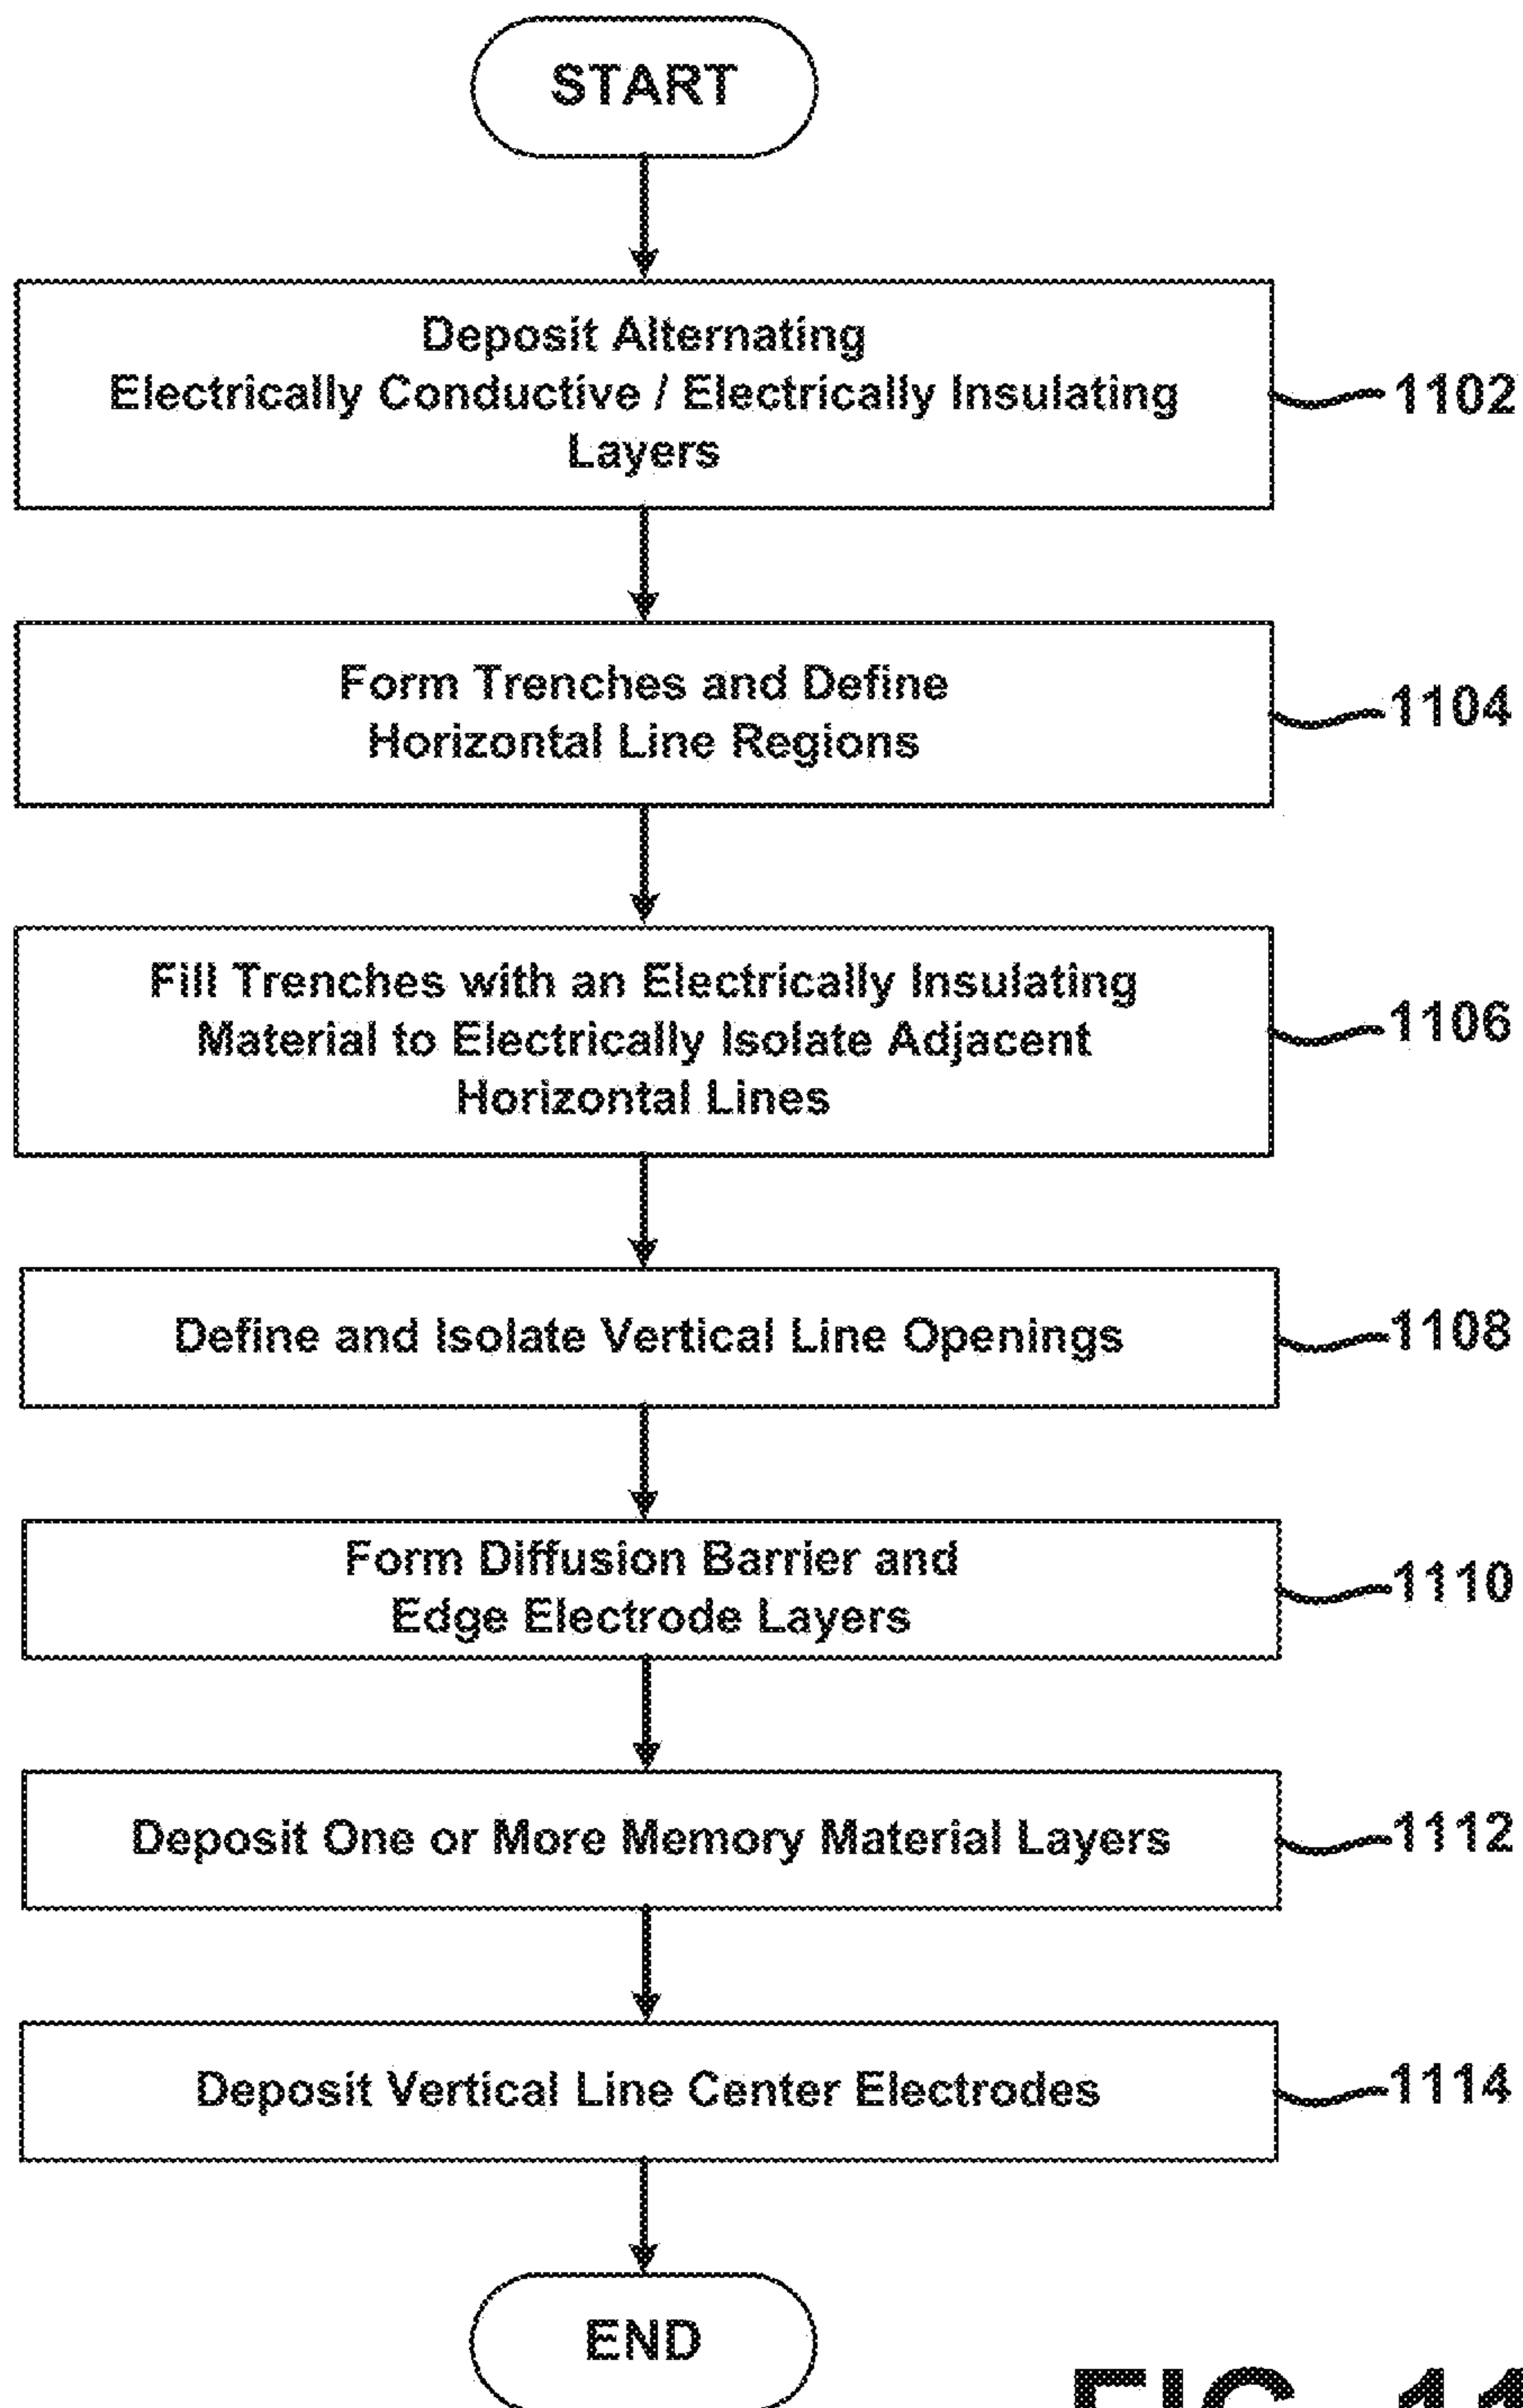 START
Deposit Alternating
Electrically Conductive / Electrically Insulating
Layers
1102
Form Trenches and Define
Horizontal Line Regions
1104
Fill Trenches with an Electrically Insulating
Material to Electrically Isolate Adjacent
Horizontal Lines
1106
Define and Isolate Vertical Line Openings
1108
Form Diffusion Barrier and
Edge Electrode Layers
1110
Deposit One or More Memory Material Layers
1112
Deposit Vertical Line Center Electrodes
1114
END
FIG. 11